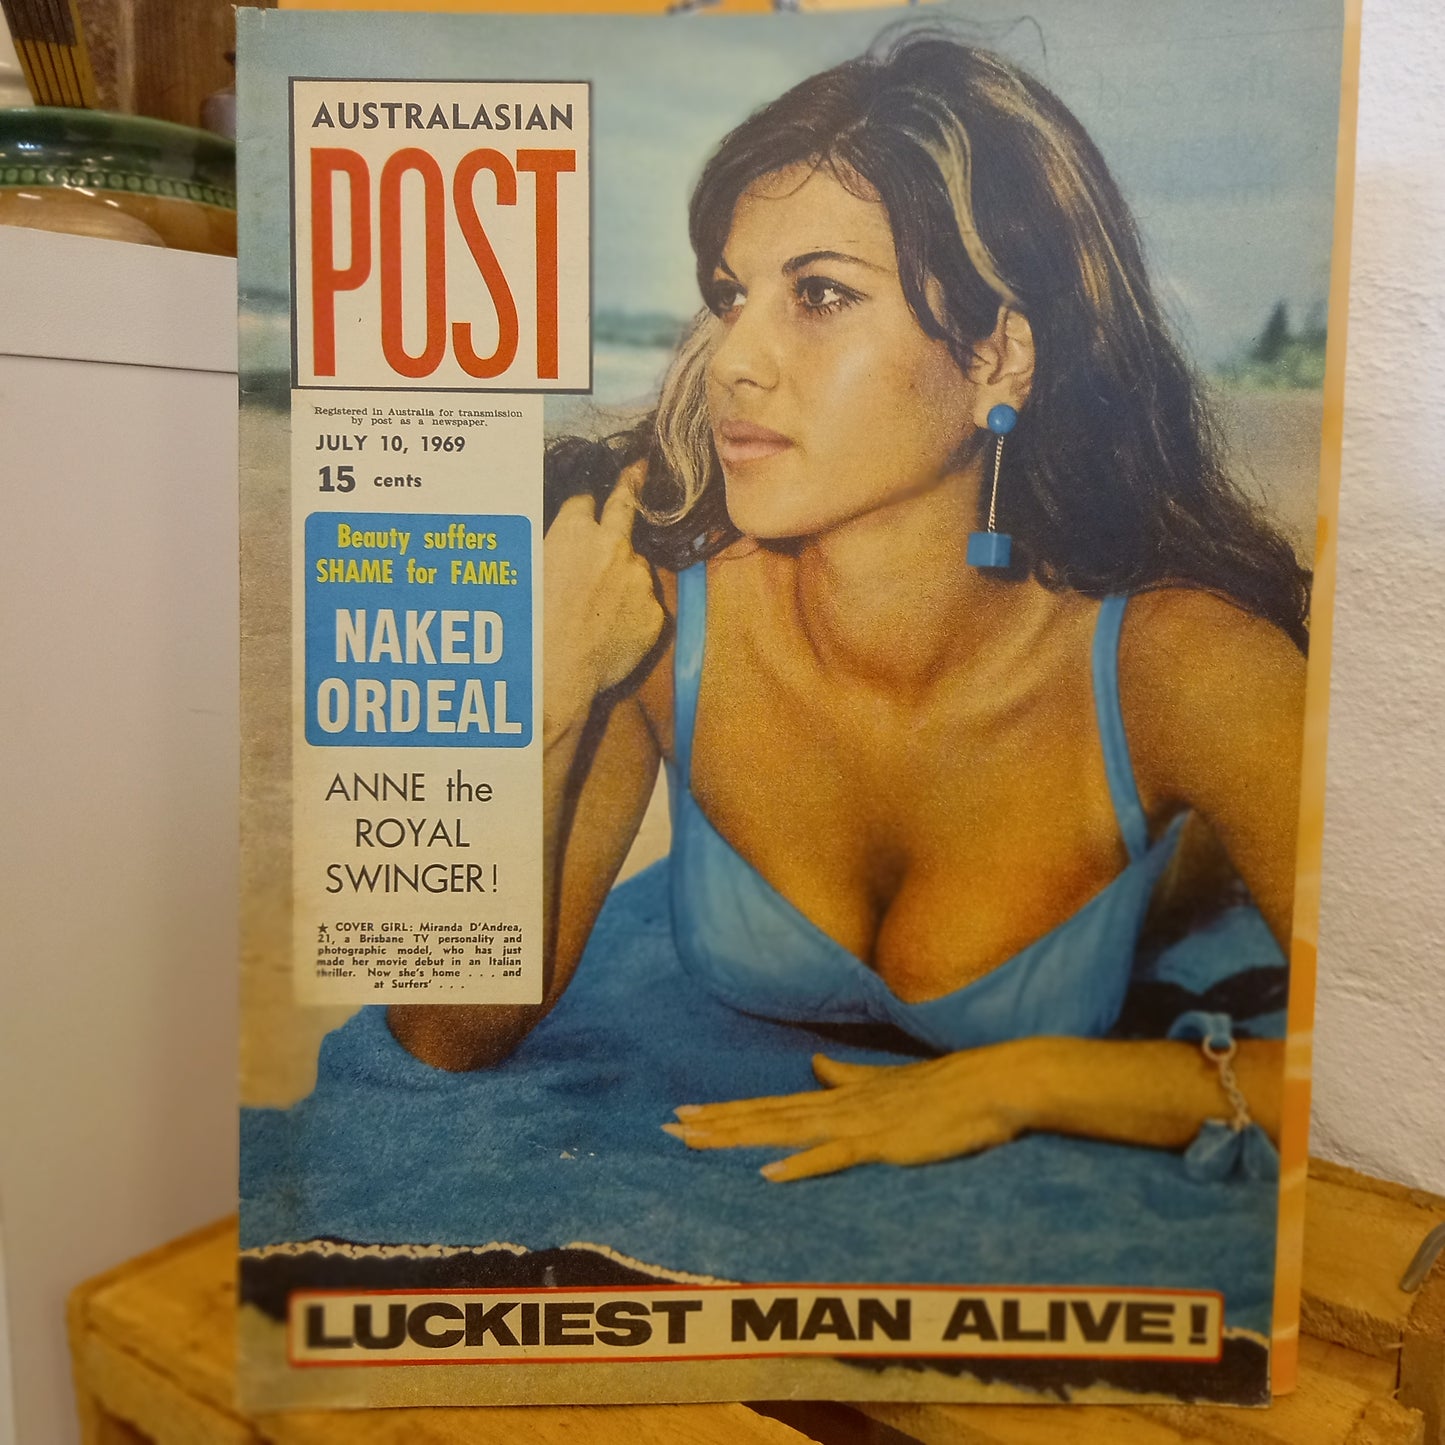 AUSTRALASIAN
POST
Registered in Australia for transmission
by post as a newspaper.
JULY 10, 1969
15 cents
Beauty suffers
SHAME for FAME:
NAKED
ORDEAL
ANNE the
ROYAL
SWINGER!
★ COVER GIRL: Miranda D'Andrea,
21, a Brisbane TV personality and
photographic model, who has just
made her movie debut in an Italian
thriller. Now she's home . . . and
at Surfers' . . .
LUCKIEST MAN ALIVE!